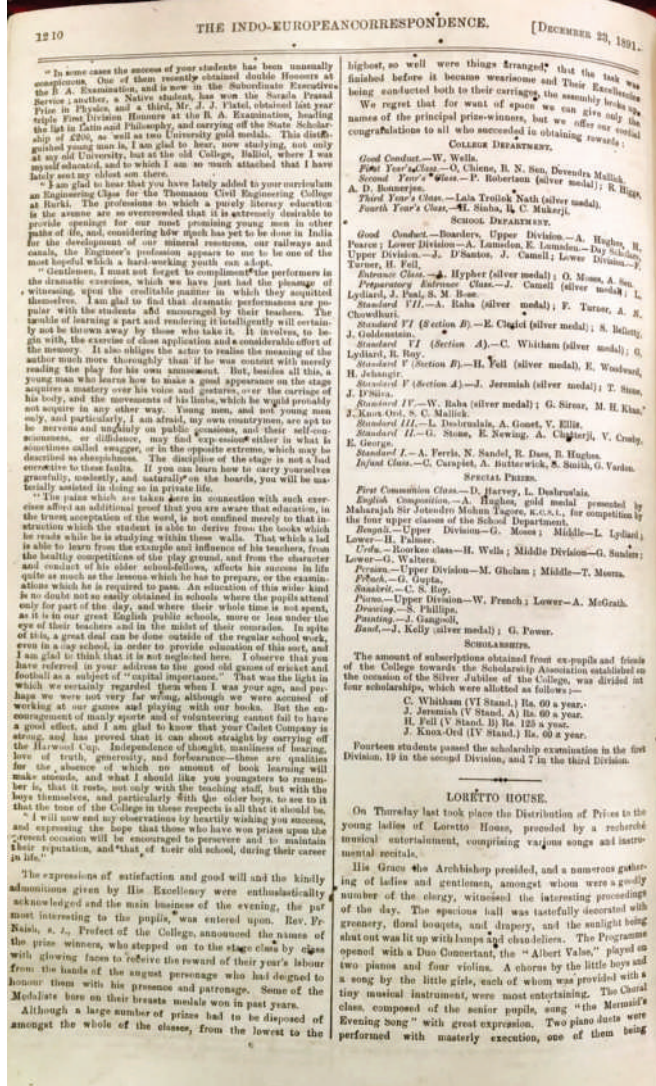 1210
THE INDO-EUROPEANCORRESPONDENCE.
[DECEMBER 23, 1891.
"In some cases the success of your students has been unusually
conspicuous. One of them recently obtained double Honours at
the B A. Examination, and is now in the Subordinate Executive
Service; another, a Native student, has won the Sarada Prasad
Prize in Physics, and a third, Mr. J. J. Flatel, obtained last year
triple First Division Honours at the B. A. Examination, heading
the list in Latin and Philosophy, and carrying off the State Scholar-
ship of £200, as well as two University gold medals. This distin-
guished young man is, I am glad to hear, now studying, not only
at my old University, but at the old College, Balliol, where I was
myself educated, and to which I am so much attached that I have
lately sent my eldest son there.
"I am glad to hear that you have lately added to your curriculum
an Engineering Class for the Thomason Civil Engineering College
at Rurki. The professions to which a purely literary education
is the avenue are so overcrowded that it is extremely desirable to
provide openings for our most promising young men in other
paths of life, and, considering how much has yet to be done in India
for the development of our mineral resources, our railways and
canals, the Engineer's profession appears to me to be one of the
most hopeful which a hard-working youth can adopt.
"Gentlemen, I must not forget to compliment the performers in
the dramatic exercises, which we have just had the pleasure of
witnessing, upon the creditable manner in which they acquitted
themselves. I am glad to find that dramatic performances are po-
pular with the students and encouraged by their teachers. The
trouble of learning a part and rendering it intelligently will certain-
ly not be thrown away by those who take it. It involves, to be-
gin with, the exercise of close application and a considerable effort of
the memory. It also obliges the actor to realise the meaning of the
author much more thoroughly than if he was content with merely
reading the play for his own amusement. But, besides all this, a
young man who learns how to make a good appearance on the stage
acquires a mastery over his voice and gestures, over the carriage of
his body, and the movements of his limbs, which he would probably
not acquire in any other way. Young men, and not young men
only, and particularly, I am afraid, my own countrymen, are apt to
be nervous and ungainly on public occasions, and their self-con-
sciousness, or diffidence, may find expression either in what is
sometimes called swagger, or in the opposite extreme, which may be
described as sheepishness. The discipline of the stage is not a bad
corrective to these faults. If you can learn how to carry yourselves
gracefully, modestly, and naturally on the boards, you will be ma-
terially assisted in doing so in private life.
"The pains which are taken here in connection with such exer-
cises afford an additional proof that you are aware that education, in
the truest acceptation of the word, is not confined merely to that in-
struction which the student is able to derive from the books which
he reads while he is studying within these walls. That which a lad
is able to learn from the example and influence of his teachers, from
the healthy competitions of the play ground, and from the character
and conduct of his older school-fellows, affects his success in life
quite as much as the lessons which he has to prepare, or the examin-
ations which he is required to pass. An education of this wider kind
is no doubt not so easily obtained in schools where the pupils attend
only for part of the day, and where their whole time is not spent,
as it is in our great English public schools, more or less under the
eye of their teachers and in the midst of their comrades. In spite
of this, a great deal can be done outside of the regular school work,
even in a day school, in order to provide education of this sort, and
I am glad to think that it is not neglected here. I observe that you
have referred in your address to the good old games of cricket and
football as a subject of "capital importance." That was the light in
which we certainly regarded them when I was your age, and per-
haps we were not very far wrong, although we were accused of
working at our games and playing with our books. But the en-
couragement of manly sports and of volunteering cannot fail to have
a good effect, and I am glad to know that your Cadet Company is
strong, and has proved that it can shoot straight by carrying off
the Harwood Cup. Independence of thought, manliness of bearing,
love of truth, generosity, and forbearance—these are qualities
for the absence of which no amount of book learning will
make amends, and what I should like you youngsters to remem-
ber is, that it rests, not only with the teaching staff, but with the
boys themselves, and particularly with the older boys, to see to it
that the tone of the College in these respects is all that it should be.
"I will now end my observations by heartily wishing you success,
and expressing the hope that those who have won prizes upon the
present occasion will be encouraged to persevere and to maintain
their reputation, and that of their old school, during their career
in life."
The expressions of satisfaction and good will and the kindly
admonitions given by His Excellency were enthusiastically
acknowledged and the main business of the evening, the par
most interesting to the pupils, was entered upon. Rev. Fr.
Naish, S. J., Prefect of the College, announced the names of
the prize winners, who stepped on to the stage class by class
with glowing faces to receive the reward of their year's labour
from the hands of the august personage who had deigned to
honour them with his presence and patronage. Some of the
Medalists bore on their breasts medals won in past years.
Although a large number of prizes had to be disposed of
amongst the whole of the classes, from the lowest to the
highest, so well were things arranged, that the task was
finished before it became wearisome and Their Excellencies
being conducted both to their carriages, the assembly broke up.
We regret that for want of space we can give only the
names of the principal prize-winners, but we offer our cordial
congratulations to all who succeeded in obtaining rewards:—
COLLEGE DEPARTMENT.
Good Conduct.—W. Wells.
First Year's Class.—O. Chiene, B. N. Sen, Devendra Mullick.
Second Year's Class.—P. Robertson (silver medal); R. Biggs,
A. D. Bonnerjee.
Third Year's Class.—Lala Troilok Nath (silver medal).
Fourth Year's Class.—H. Sinha, R. C. Mukerji.
SCHOOL DEPARTMENT.
Good Conduct.—Boarders, Upper Division—A. Hughes, H.
Pearce; Lower Division—A. Lumsden, E. Lumsden—Day Scholars,
Upper Division—J. D'Santos, J. Camell; Lower Division—F.
Turner, H. Fell.
Entrance Class.—A. Hypher (silver medal); O. Moses, A. Sen.
Preparatory Entrance Class.—J. Camell (silver medal); L.
Lydiard, J. Peal, S. M. Bose.
Standard VII.—A. Raha (silver medal); F. Turner, A. N.
Chowdhuri.
Standard VI (Section B).—E. Clerici (silver medal); S. Belletty,
J. Goldenstein.
Standard VI (Section A).—C. Whitham (silver medal); G.
Lydiard, R. Roy.
Standard V (Section B).—H. Fell (silver medal), E. Woodward,
H. Jehangir.
Standard V (Section A).—J. Jeremiah (silver medal); T. Stone,
J. D'Silva.
Standard IV.—W. Raha (silver medal); G. Sircar, M. H. Khan,
J. Knox-Ord, S. C. Mallick.
Standard III.—L. Desbruslais, A. Gonet, V. Ellis.
Standard II.—G. Stone, E. Newing, A. Chatterji, V. Crosby,
E. George.
Standard I.—A. Ferris, N. Sandel, R. Dass, B. Hughes.
Infant Class.—C. Carapiet, A. Butterwick, S. Smith, G. Varden.
SPECIAL PRIZES.
First Communion Class.—D. Harvey, L. Desbruslais.
English Composition.—A. Hughes, gold medal presented by
Maharajah Sir Jotendro Mohun Tagore, K.C.S.I., for competition by
the four upper classes of the School Department.
Bengali.—Upper Division—G. Moses; Middle—L. Lydiard;
Lower—H. Palmer.
Urdu.—Roorkee class—H. Wells; Middle Division—G. Sunders;
Lower—G. Walters.
Persian.—Upper Division—M. Gholam; Middle—T. Meerza.
French.—G. Gupta.
Sanskrit.—C. S. Roy.
Piano.—Upper Division—W. French; Lower—A. McGrath.
Drawing.—S. Phillips.
Painting.—J. Gangooli.
Band.—J. Kelly (silver medal); G. Power.
SCHOLARSHIPS.
The amount of subscriptions obtained from ex-pupils and friends
of the College towards the Scholarship Association established on
the occasion of the Silver Jubilee of the College, was divided int
four scholarships, which were allotted as follows:—
C. Whitham (VI Stand.) Rs. 60 a year.
J. Jeremiah (V Stand. A) Rs. 60 a year.
H. Fell (V Stand. B) Rs. 125 a year.
J. Knox-Ord (IV Stand.) Rs. 60 a year.
Fourteen students passed the scholarship examination in the first
Division, 19 in the second Division, and 7 in the third Division.
LORETTO HOUSE.
On Thursday last took place the Distribution of Prizes to the
young ladies of Loretto House, preceded by a recherché
musical entertainment, comprising various songs and instru-
mental recitals.
His Grace the Archbishop presided, and a numerous gather-
ing of ladies and gentlemen, amongst whom were a goodly
number of the clergy, witnessed the interesting proceedings
of the day. The spacious hall was tastefully decorated with
greenery, floral bouqets, and drapery, and the sunlight being
shut out was lit up with lamps and chandeliers. The Programme
opened with a Duo Concertant, the "Albert Valse," played on
two pianos and four violins. A chorus by the little boys and
a song by the little girls, each of whom was provided with a
tiny musical instrument, were most entertaining. The Choral
class, composed of the senior pupils, song "the Mermaid's
Evening Song" with great expression. Two piano duets were
performed with masterly execution, one of them being